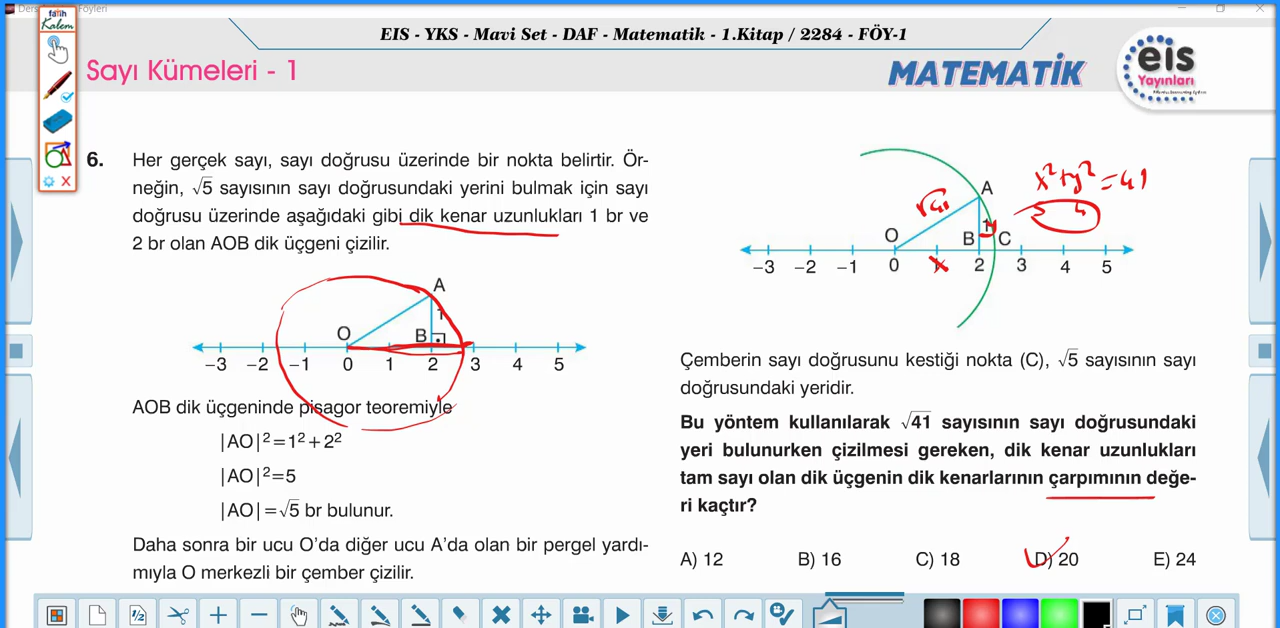 EIS - YKS - Mavi Set - DAF - Matematik - 1.Kitap / 2284 - FÖY-1
fatih
Kalem
Sayı Kümeleri - 1
MATEMATİK
eis
Yayınları
6. Her gerçek sayı, sayı doğrusu üzerinde bir nokta belirtir. Ör-
neğin, √5 sayısının sayı doğrusundaki yerini bulmak için sayı
doğrusu üzerinde aşağıdaki gibi dik kenar uzunlukları 1 br ve
2 br olan AOB dik üçgeni çizilir.
A
1
O
B
−3 −2 −1 0 1 2 3 4 5
AOB dik üçgeninde pisagor teoremiyle
|AO|²=1²+2²
|AO|²=5
|AO|=√5 br bulunur.
Daha sonra bir ucu O'da diğer ucu A'da olan bir pergel yardı-
mıyla O merkezli bir çember çizilir.
A
x²+y²=41
√41
1
O
B C
−3 −2 −1 0 x 2 3 4 5
Çemberin sayı doğrusunu kestiği nokta (C), √5 sayısının sayı
doğrusundaki yeridir.
Bu yöntem kullanılarak √41 sayısının sayı doğrusundaki
yeri bulunurken çizilmesi gereken, dik kenar uzunlukları
tam sayı olan dik üçgenin dik kenarlarının çarpımının değe-
ri kaçtır?
A) 12 B) 16 C) 18 D) 20 E) 24
1/2